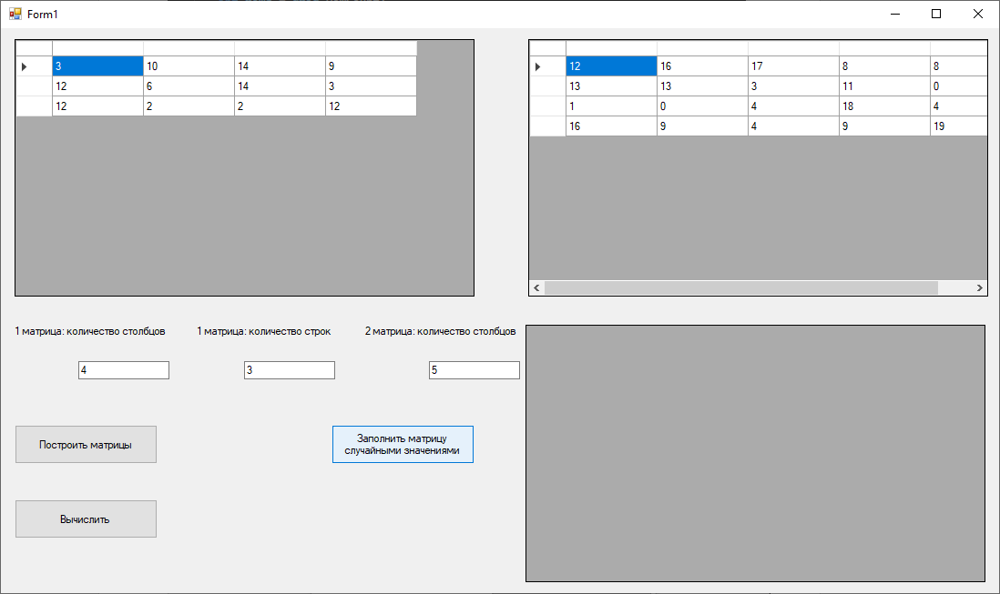 Form1
3 10 14 9
12 6 14 3
12 2 2 12
12 16 17 8 8
13 13 3 11 0
1 0 4 18 4
16 9 4 9 19
1 матрица: количество столбцов
1 матрица: количество строк
2 матрица: количество столбцов
4
3
5
Построить матрицы
Заполнить матрицу
случайными значениями
Вычислить